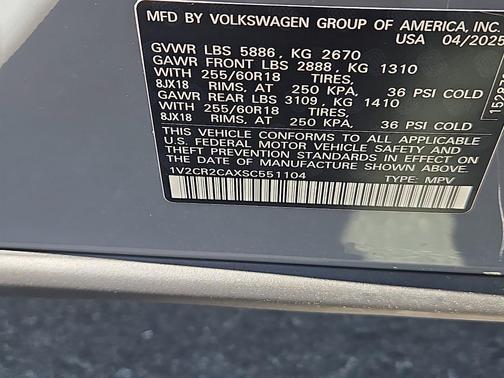 MFD BY VOLKSWAGEN GROUP OF AMERICA, INC.
USA 04/2025
GVWR LBS 5886, KG 2670
GAWR FRONT LBS 2888, KG 1310
WITH 255/60R18 TIRES,
8JX18 RIMS, AT 250 KPA, 36 PSI COLD
GAWR REAR LBS 3109, KG 1410
WITH 255/60R18 TIRES,
8JX18 RIMS, AT 250 KPA, 36 PSI COLD
THIS VEHICLE CONFORMS TO ALL APPLICABLE
U.S. FEDERAL MOTOR VEHICLE SAFETY AND
THEFT PREVENTION STANDARDS IN EFFECT ON
THE DATE OF MANUFACTURE SHOWN ABOVE.
1V2CR2CAXSC551104 TYPE: MPV